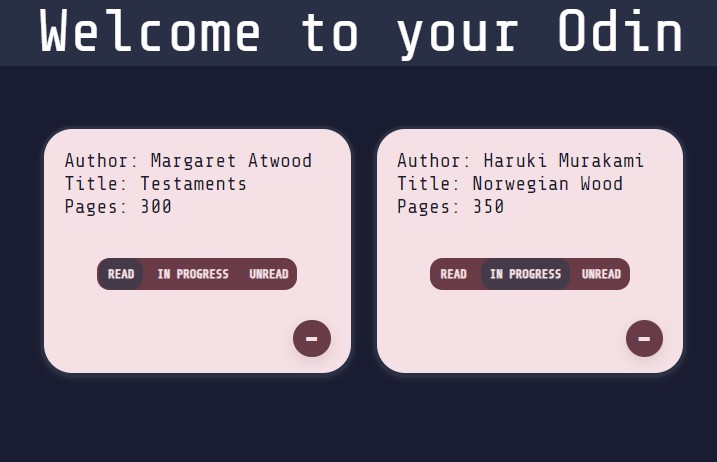 Welcome to your Odin
Author: Margaret Atwood
Title: Testaments
Pages: 300
READ IN PROGRESS UNREAD
-
Author: Haruki Murakami
Title: Norwegian Wood
Pages: 350
READ IN PROGRESS UNREAD
-